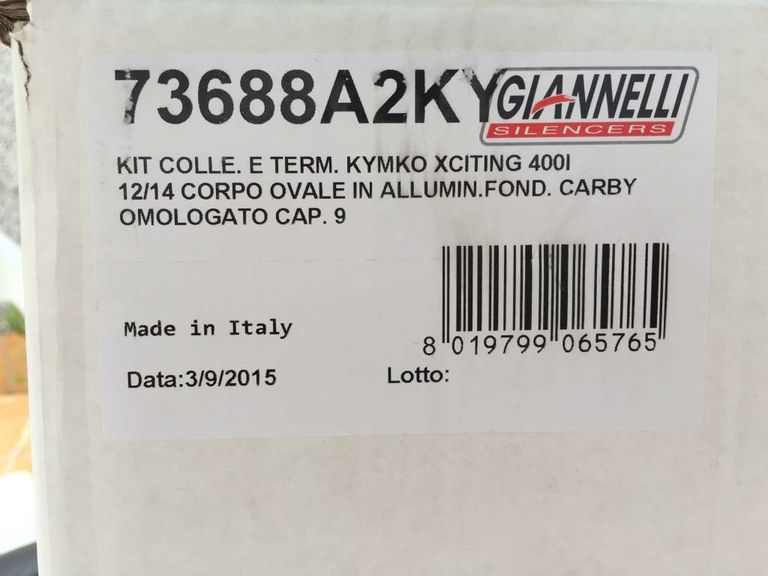 73688A2KY
GIANNELLI
SILENCERS
KIT COLLE. E TERM. KYMKO XCITING 400I
12/14 CORPO OVALE IN ALLUMIN.FOND. CARBY
OMOLOGATO CAP. 9
Made in Italy
8 019799 065765
Data:3/9/2015
Lotto: